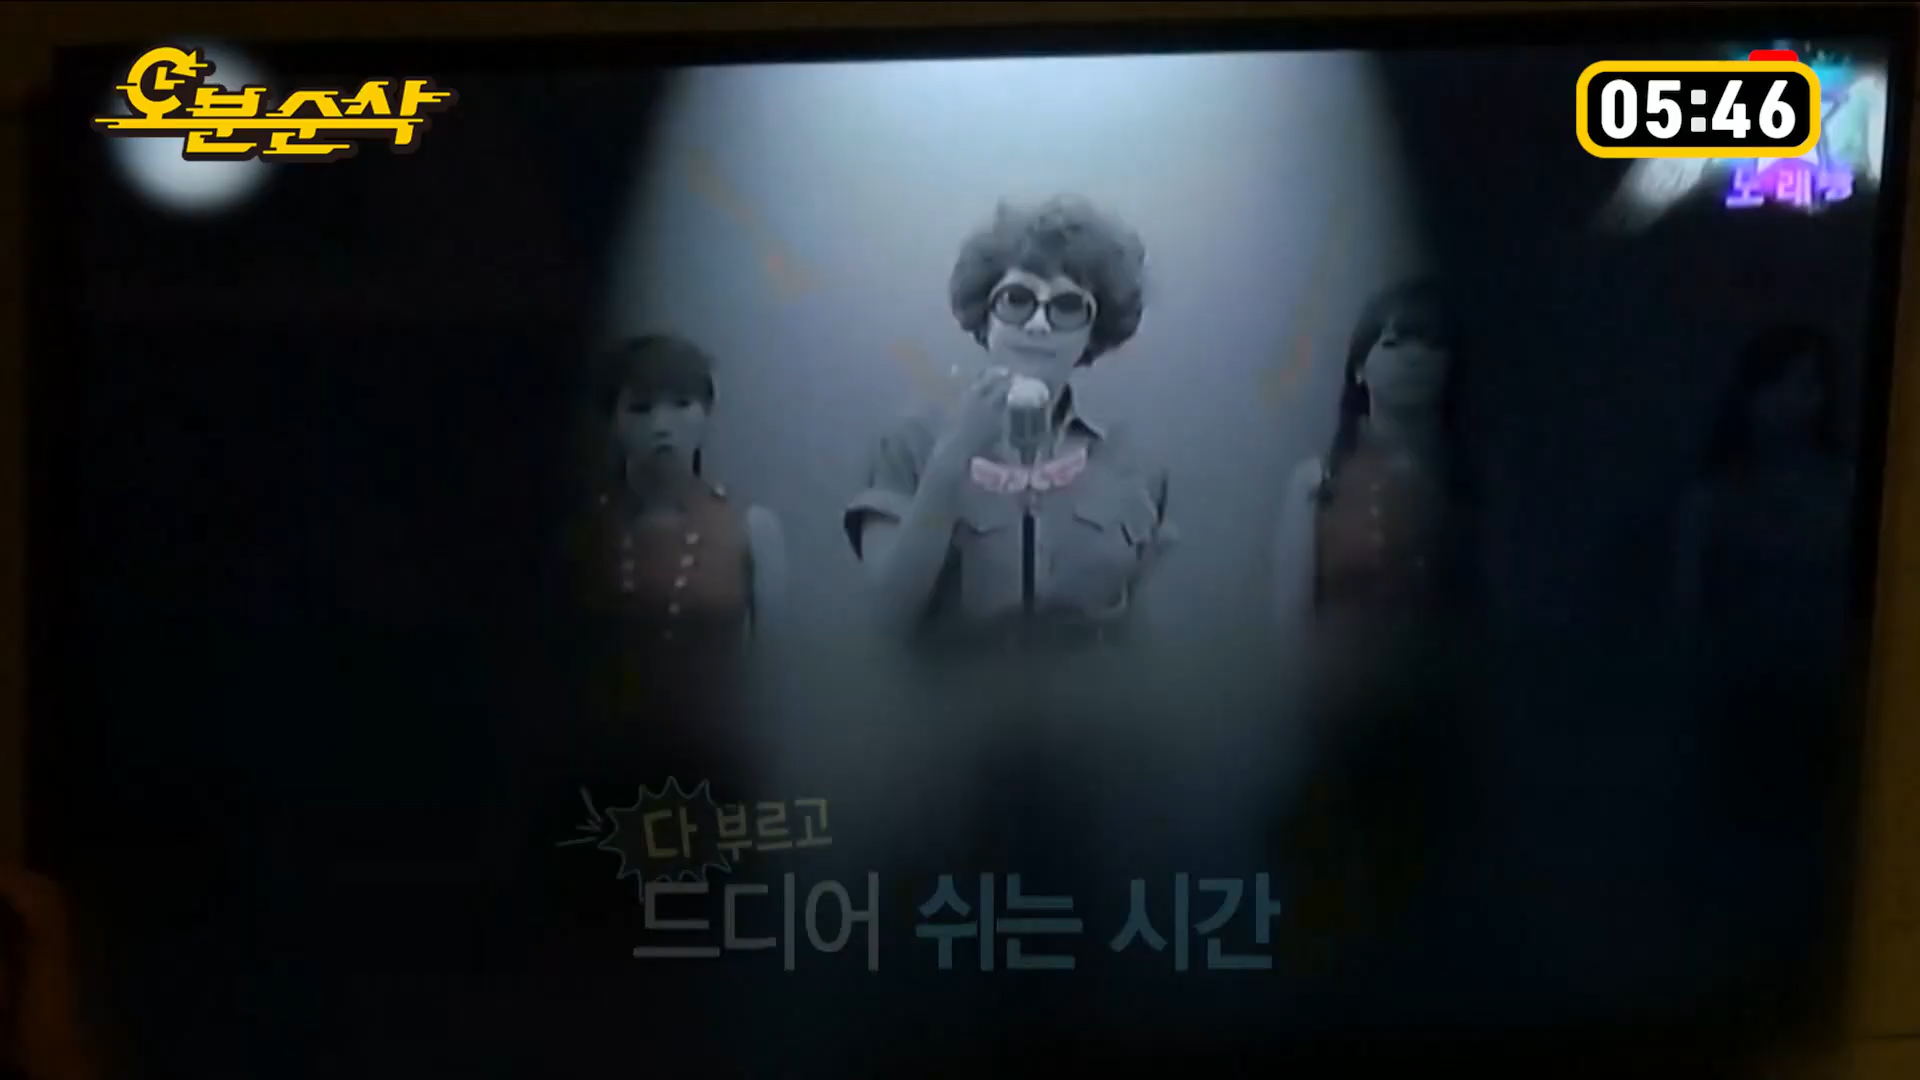 오분순삭
05:46
노래방
다 부르고
드디어 쉬는 시간